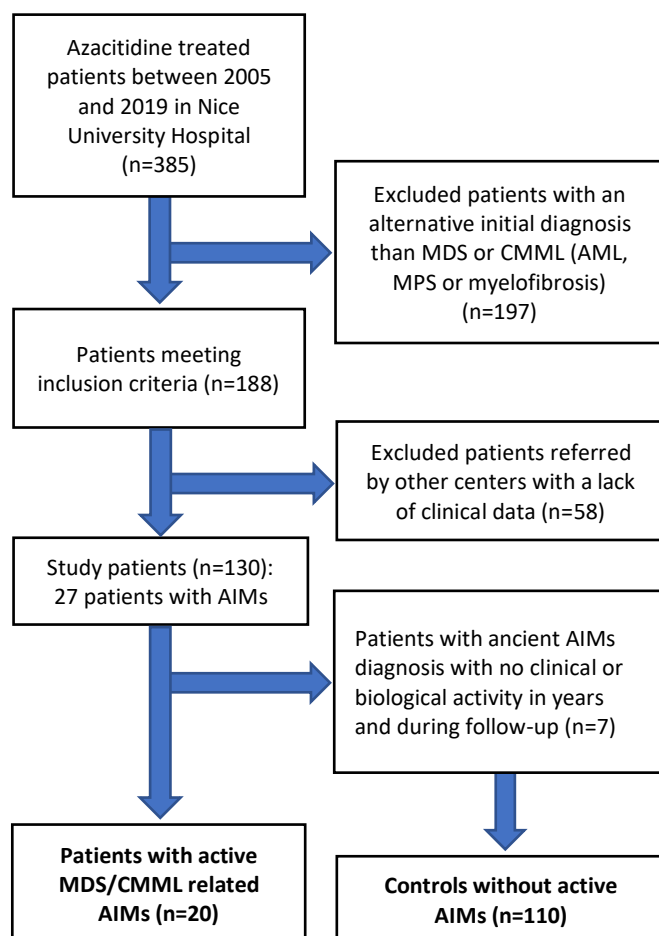 Azacitidine treated
patients between 2005
and 2019 in Nice
University Hospital
(n=385)
Excluded patients with an
alternative initial diagnosis
than MDS or CMML (AML,
MPS or myelofibrosis)
(n=197)
Patients meeting
inclusion criteria (n=188)
Excluded patients referred
by other centers with a lack
of clinical data (n=58)
Study patients (n=130):
27 patients with AIMs
Patients with ancient AIMs
diagnosis with no clinical or
biological activity in years
and during follow-up (n=7)
Patients with active
MDS/CMML related
AIMs (n=20)
Controls without active
AIMs (n=110)